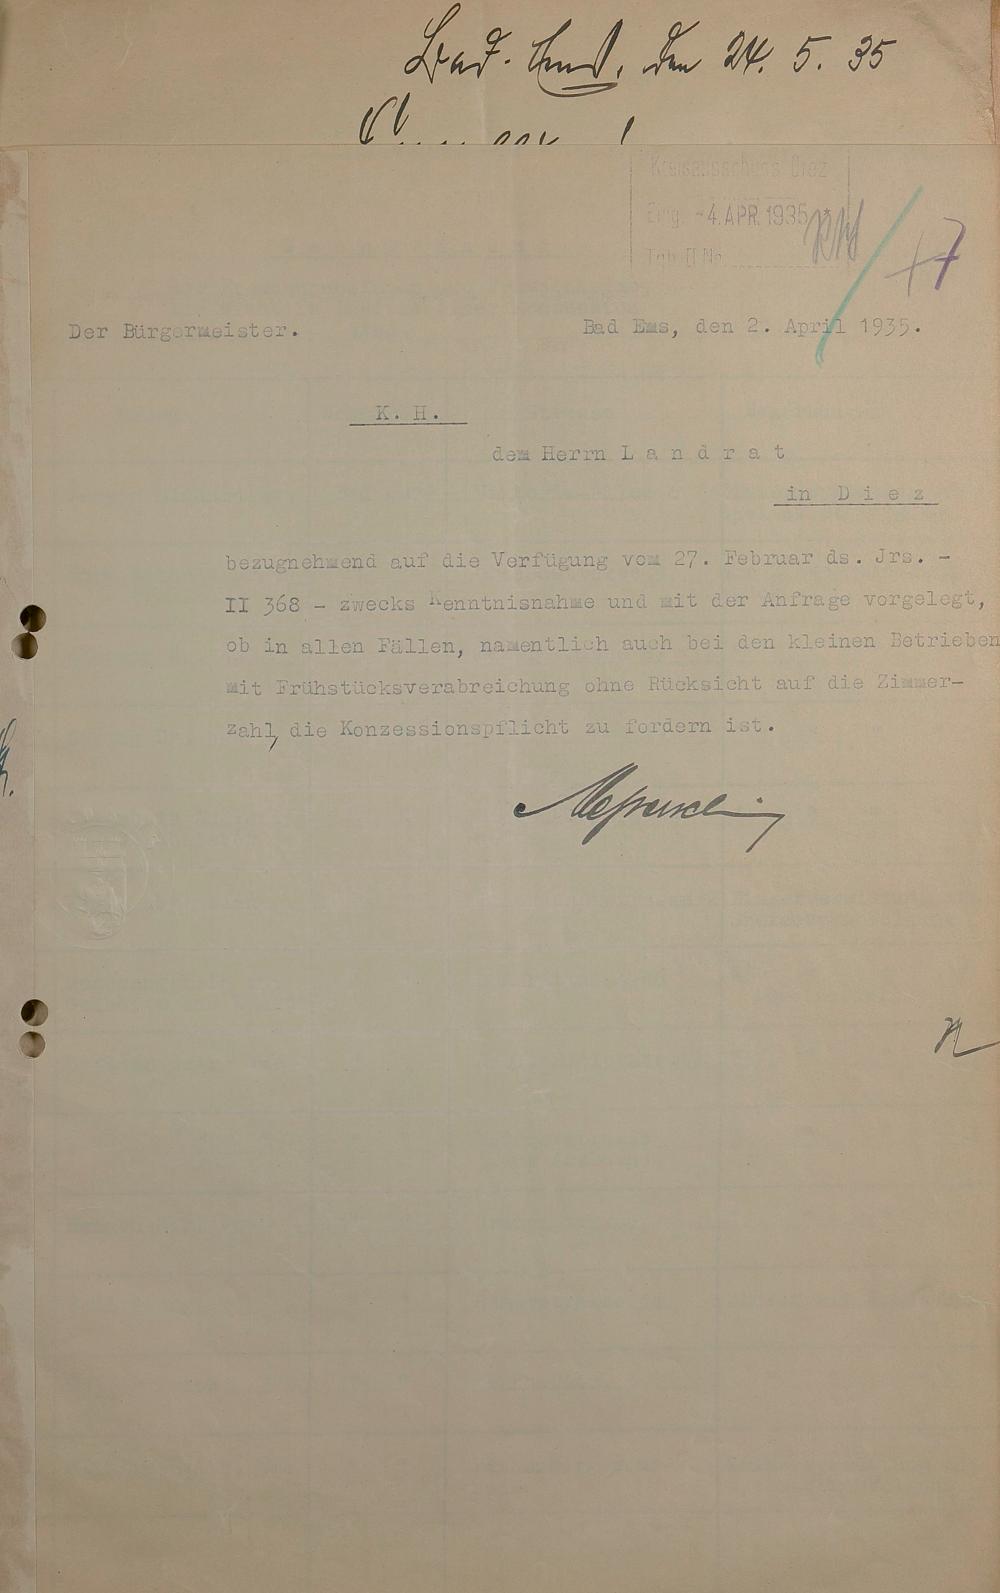 Bad-Ems, den 24. 5. 35
Kreisausschuss Diez
Eing. -4. APR. 1935 *
Tgb. II No.
Der Bürgermeister.
Bad Ems, den 2. April 1935.
K. H.
dem Herrn L a n d r a t
in D i e z
bezugnehmend auf die Verfügung vom 27. Februar ds. Jrs. -
II 368 - zwecks Kenntnisnahme und mit der Anfrage vorgelegt,
ob in allen Fällen, namentlich auch bei den kleinen Betrieben
mit Frühstücksverabreichung ohne Rücksicht auf die Zimmer-
zahl, die Konzessionspflicht zu fordern ist.